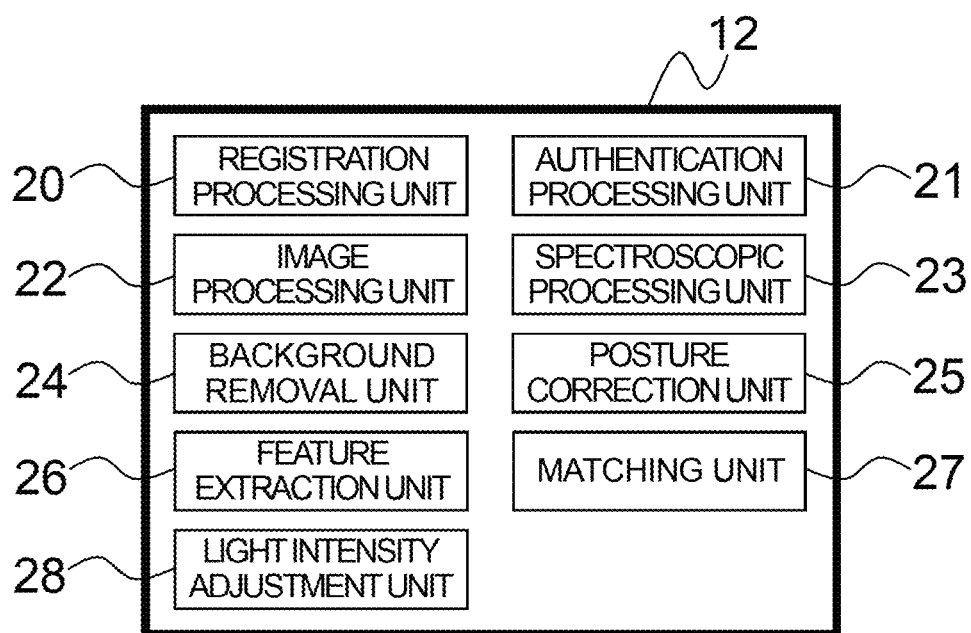 12
20
REGISTRATION
PROCESSING UNIT
AUTHENTICATION
PROCESSING UNIT
21
22
IMAGE
PROCESSING UNIT
SPECTROSCOPIC
PROCESSING UNIT
23
24
BACKGROUND
REMOVAL UNIT
POSTURE
CORRECTION UNIT
25
26
FEATURE
EXTRACTION UNIT
MATCHING UNIT
27
28
LIGHT INTENSITY
ADJUSTMENT UNIT